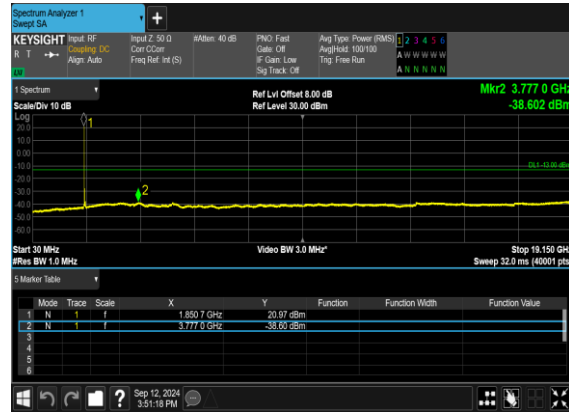 Spectrum Analyzer 1
Swept SA
+
KEYSIGHT Input: RF Input Z: 50 Ω #Atten: 40 dB PNO: Fast Avg Type: Power (RMS) 1 2 3 4 5 6
R T Coupling: DC Corr CCorr Gate: Off Avg|Hold: 100/100 A W W W W W
Align: Auto Freq Ref: Int (S) IF Gain: Low Trig: Free Run
LW Sig Track: Off A N N N N N
1 Spectrum Ref Lvl Offset 8.00 dB Mkr2 3.777 0 GHz
Scale/Div 10 dB Ref Level 30.00 dBm -38.602 dBm
Log
20.0
10.0
0.00
-10.0
-20.0
-30.0
-40.0
-50.0
-60.0
1
DL1 -13.00 dBm
2
Start 30 MHz Video BW 3.0 MHz* Stop 19.150 GHz
#Res BW 1.0 MHz Sweep 32.0 ms (40001 pts)
5 Marker Table
Mode Trace Scale X Y Function Function Width Function Value
1 N 1 f 1.850 7 GHz 20.97 dBm
2 N 1 f 3.777 0 GHz -38.60 dBm
3
4
5
6
? Sep 12, 2024
3:51:18 PM